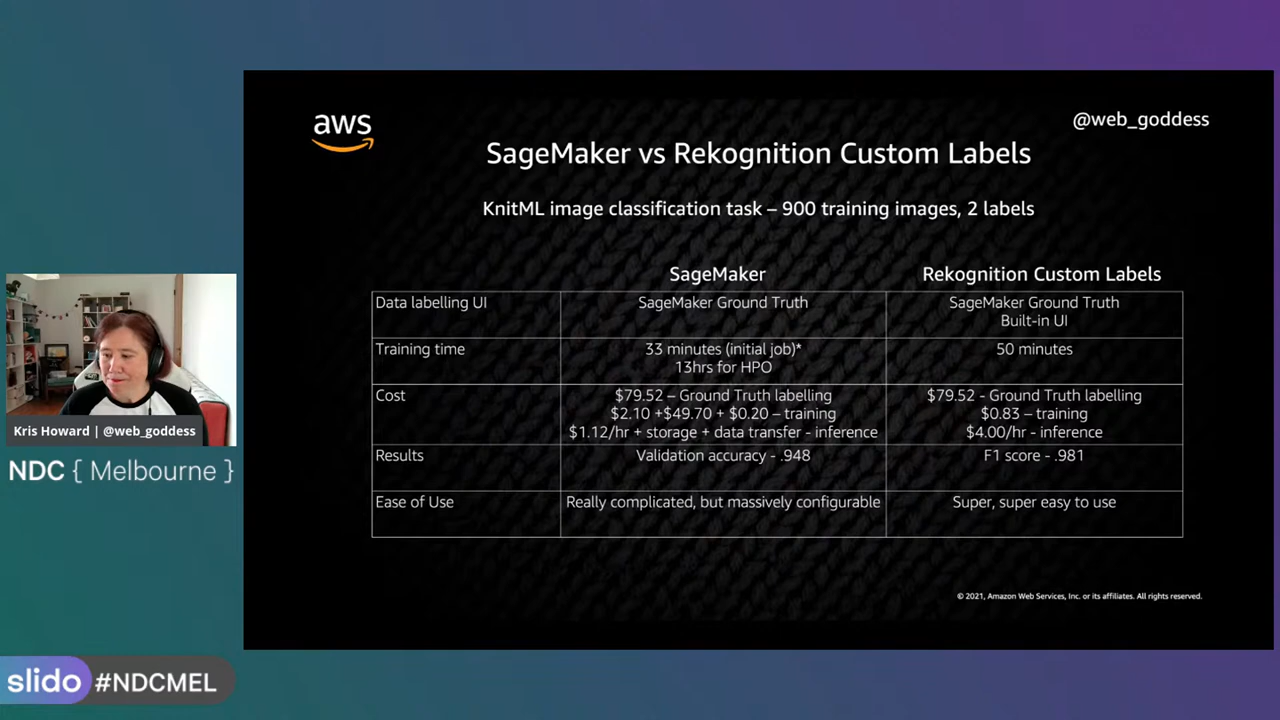 aws
@web_goddess
SageMaker vs Rekognition Custom Labels
KnitML image classification task – 900 training images, 2 labels
SageMaker
Rekognition Custom Labels
Data labelling UI
SageMaker Ground Truth
SageMaker Ground Truth
Built-in UI
Training time
33 minutes (initial job)*
13hrs for HPO
50 minutes
Cost
$79.52 – Ground Truth labelling
$2.10 +$49.70 + $0.20 – training
$1.12/hr + storage + data transfer - inference
$79.52 - Ground Truth labelling
$0.83 – training
$4.00/hr - inference
Results
Validation accuracy - .948
F1 score - .981
Ease of Use
Really complicated, but massively configurable
Super, super easy to use
© 2021, Amazon Web Services, Inc. or its affiliates. All rights reserved.
Kris Howard | @web_goddess
NDC { Melbourne }
slido #NDCMEL